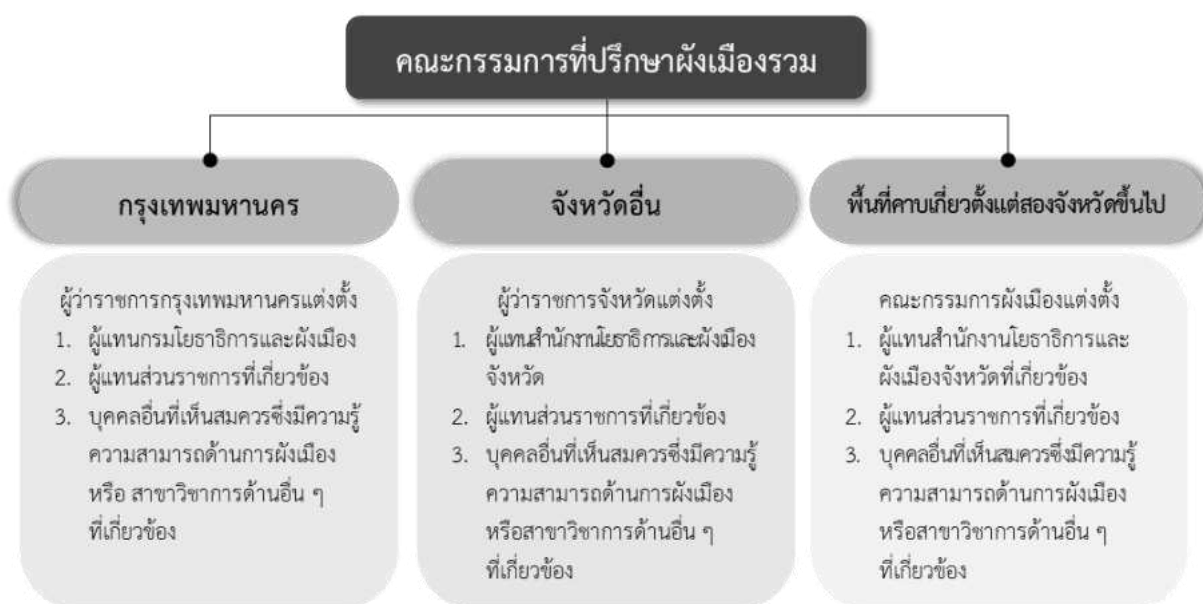 คณะกรรมการที่ปรึกษาผังเมืองรวม
กรุงเทพมหานคร
ผู้ว่าราชการกรุงเทพมหานครแต่งตั้ง
1. ผู้แทนกรมโยธาธิการและผังเมือง
2. ผู้แทนส่วนราชการที่เกี่ยวข้อง
3. บุคคลอื่นที่เห็นสมควรซึ่งมีความรู้
ความสามารถด้านการผังเมือง
หรือ สาขาวิชาการด้านอื่น ๆ
ที่เกี่ยวข้อง
จังหวัดอื่น
ผู้ว่าราชการจังหวัดแต่งตั้ง
1. ผู้แทนสำนักงานโยธาธิการและผังเมือง
จังหวัด
2. ผู้แทนส่วนราชการที่เกี่ยวข้อง
3. บุคคลอื่นที่เห็นสมควรซึ่งมีความรู้
ความสามารถด้านการผังเมือง
หรือสาขาวิชาการด้านอื่น ๆ
ที่เกี่ยวข้อง
พื้นที่คาบเกี่ยวตั้งแต่สองจังหวัดขึ้นไป
คณะกรรมการผังเมืองแต่งตั้ง
1. ผู้แทนสำนักงานโยธาธิการและ
ผังเมืองจังหวัดที่เกี่ยวข้อง
2. ผู้แทนส่วนราชการที่เกี่ยวข้อง
3. บุคคลอื่นที่เห็นสมควรซึ่งมีความรู้
ความสามารถด้านการผังเมือง
หรือสาขาวิชาการด้านอื่น ๆ
ที่เกี่ยวข้อง